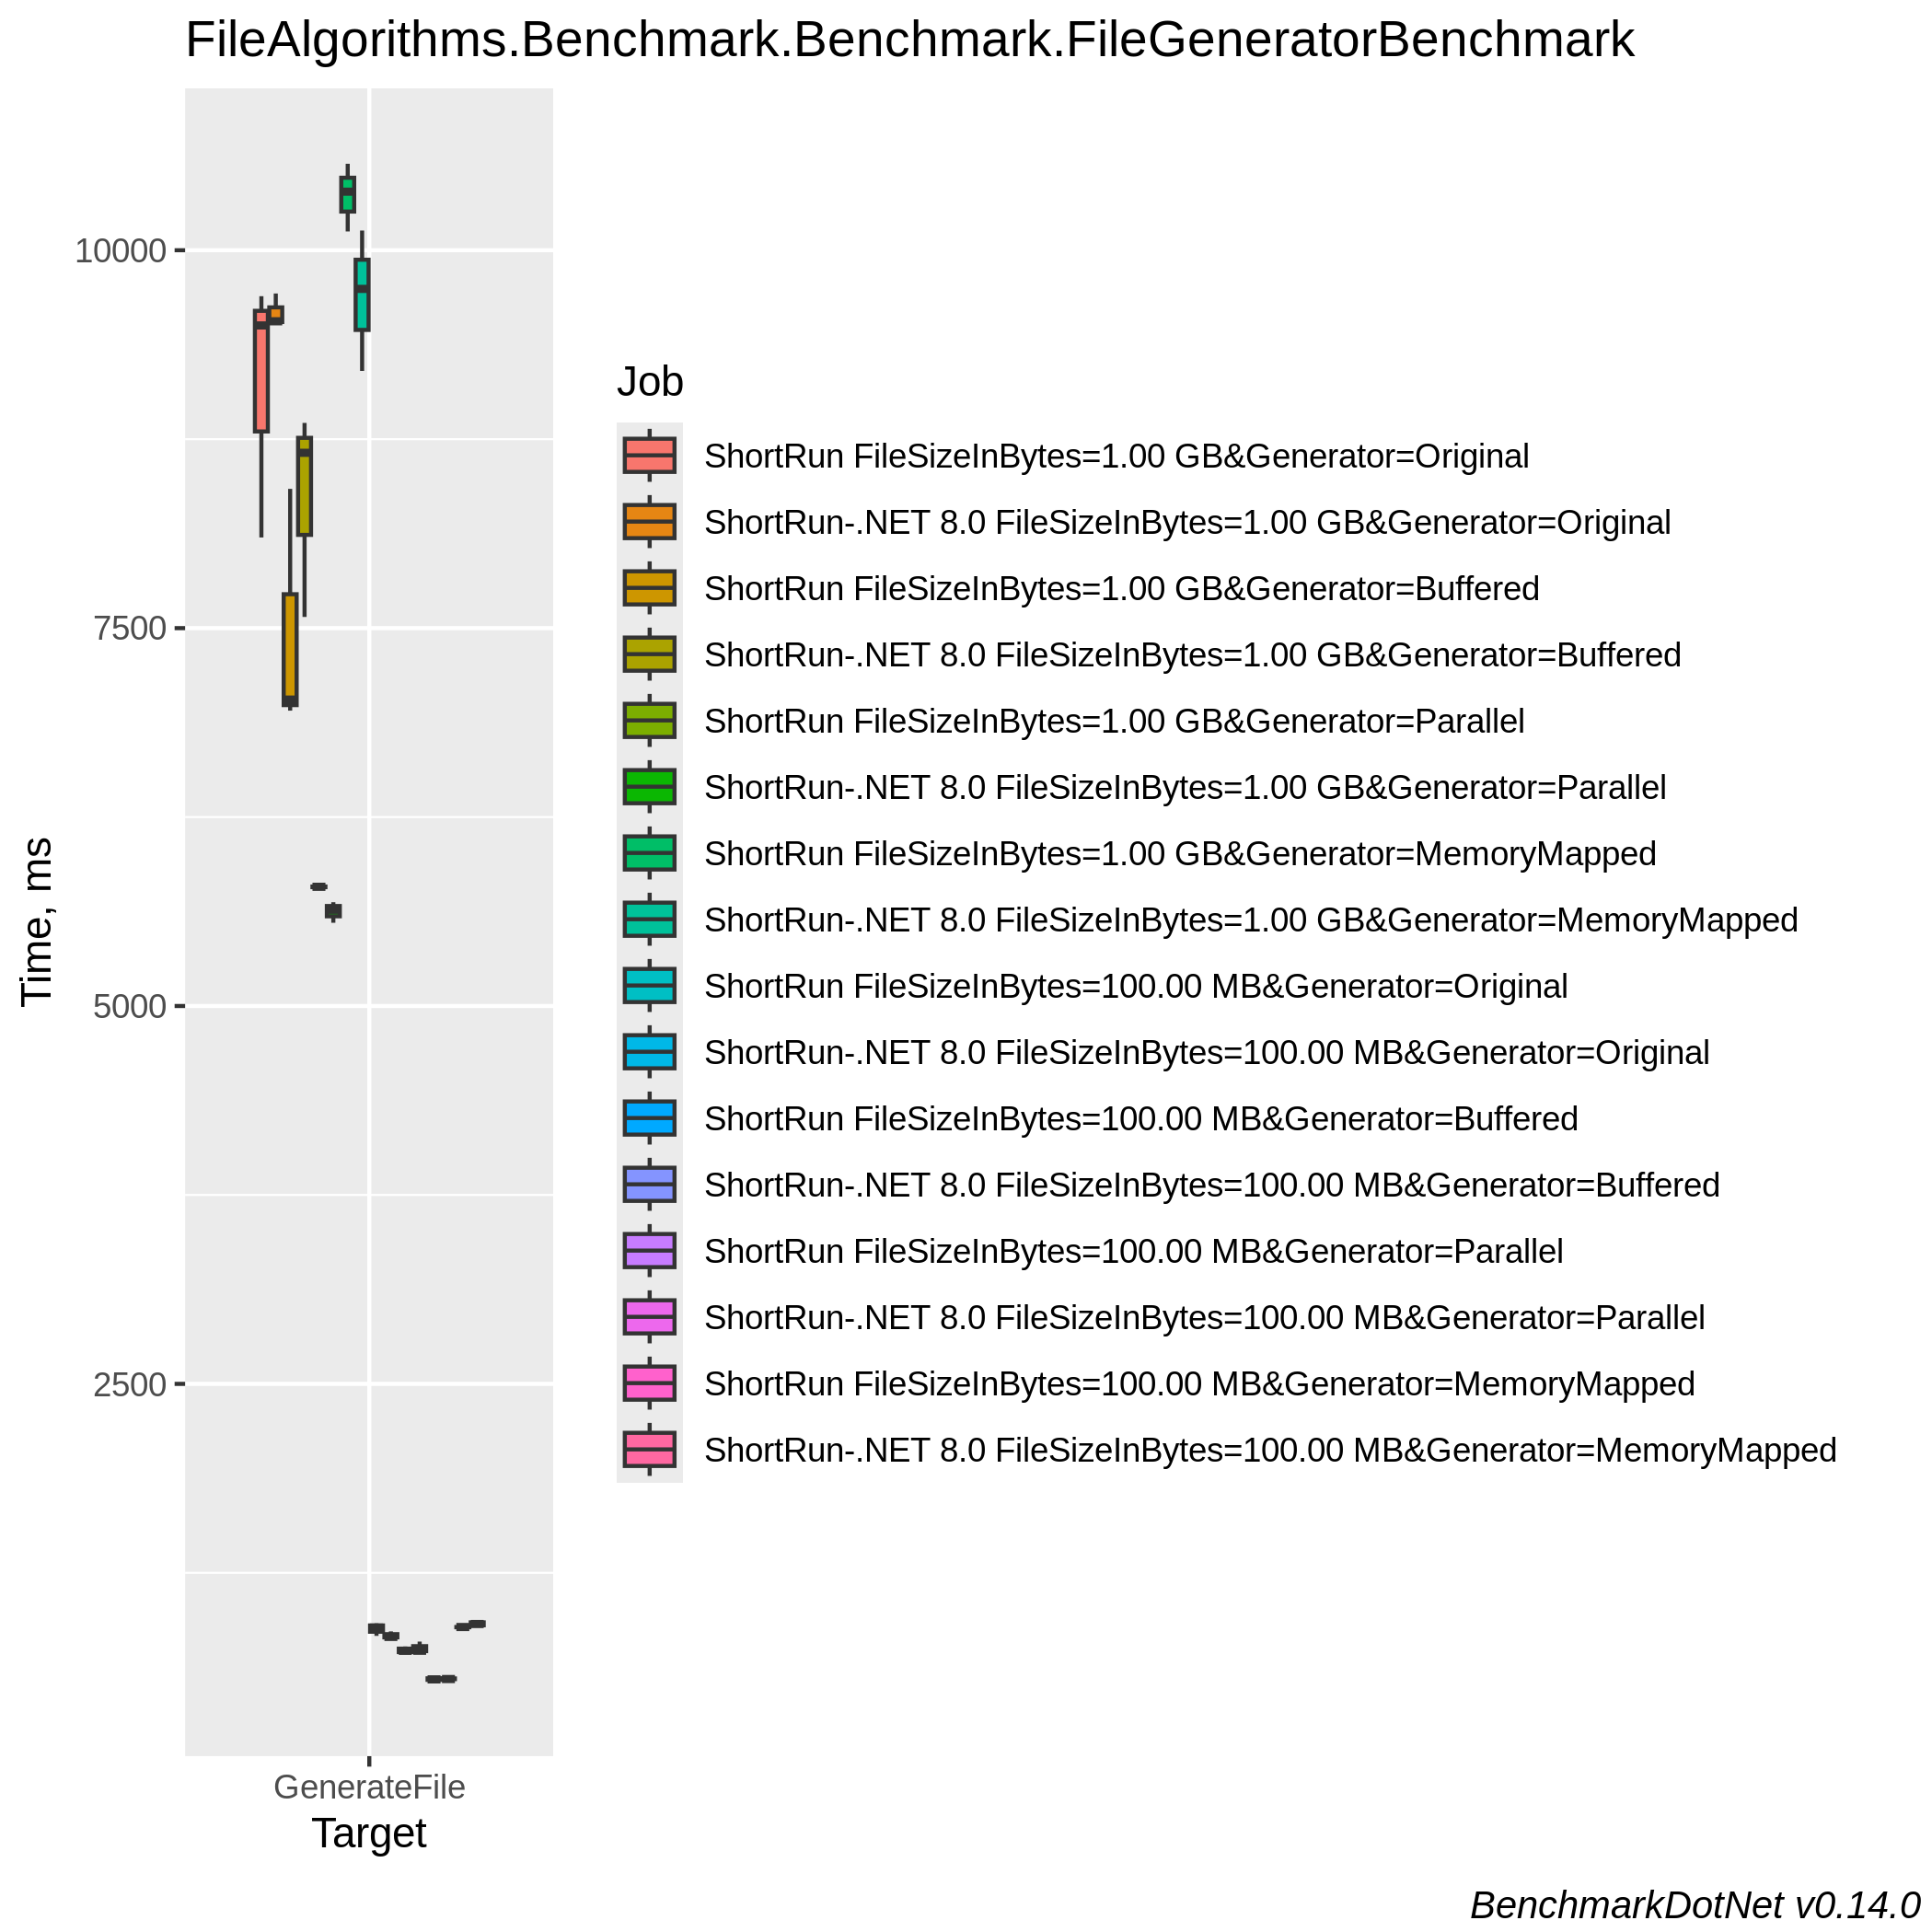 FileAlgorithms.Benchmark.Benchmark.FileGeneratorBenchmark
10000
7500
5000
2500
Time, ms
GenerateFile
Target
Job
ShortRun FileSizeInBytes=1.00 GB&Generator=Original
ShortRun-.NET 8.0 FileSizeInBytes=1.00 GB&Generator=Original
ShortRun FileSizeInBytes=1.00 GB&Generator=Buffered
ShortRun-.NET 8.0 FileSizeInBytes=1.00 GB&Generator=Buffered
ShortRun FileSizeInBytes=1.00 GB&Generator=Parallel
ShortRun-.NET 8.0 FileSizeInBytes=1.00 GB&Generator=Parallel
ShortRun FileSizeInBytes=1.00 GB&Generator=MemoryMapped
ShortRun-.NET 8.0 FileSizeInBytes=1.00 GB&Generator=MemoryMapped
ShortRun FileSizeInBytes=100.00 MB&Generator=Original
ShortRun-.NET 8.0 FileSizeInBytes=100.00 MB&Generator=Original
ShortRun FileSizeInBytes=100.00 MB&Generator=Buffered
ShortRun-.NET 8.0 FileSizeInBytes=100.00 MB&Generator=Buffered
ShortRun FileSizeInBytes=100.00 MB&Generator=Parallel
ShortRun-.NET 8.0 FileSizeInBytes=100.00 MB&Generator=Parallel
ShortRun FileSizeInBytes=100.00 MB&Generator=MemoryMapped
ShortRun-.NET 8.0 FileSizeInBytes=100.00 MB&Generator=MemoryMapped
BenchmarkDotNet v0.14.0